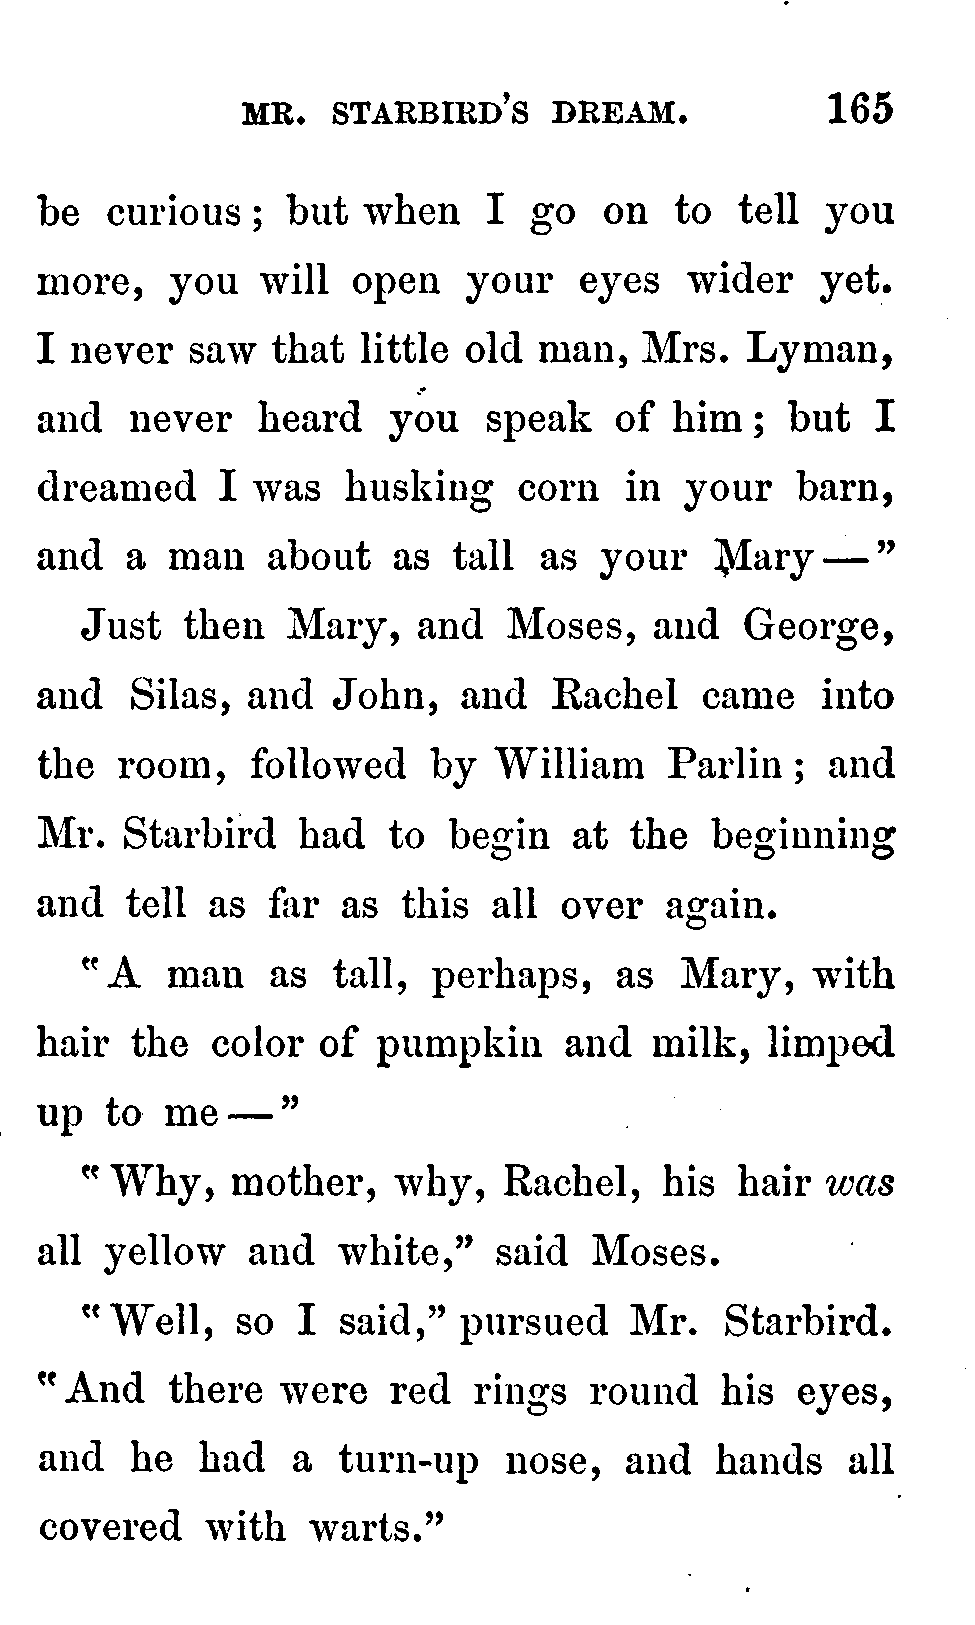 MR. STARBIRD'S DREAM. 165
be curious; but when I go on to tell you
more, you will open your eyes wider yet.
I never saw that little old man, Mrs. Lyman,
and never heard you speak of him; but I
dreamed I was husking corn in your barn,
and a man about as tall as your Mary—"
Just then Mary, and Moses, and George,
and Silas, and John, and Rachel came into
the room, followed by William Parlin; and
Mr. Starbird had to begin at the beginning
and tell as far as this all over again.
"A man as tall, perhaps, as Mary, with
hair the color of pumpkin and milk, limped
up to me—"
"Why, mother, why, Rachel, his hair was
all yellow and white," said Moses.
"Well, so I said," pursued Mr. Starbird.
"And there were red rings round his eyes,
and he had a turn-up nose, and hands all
covered with warts."